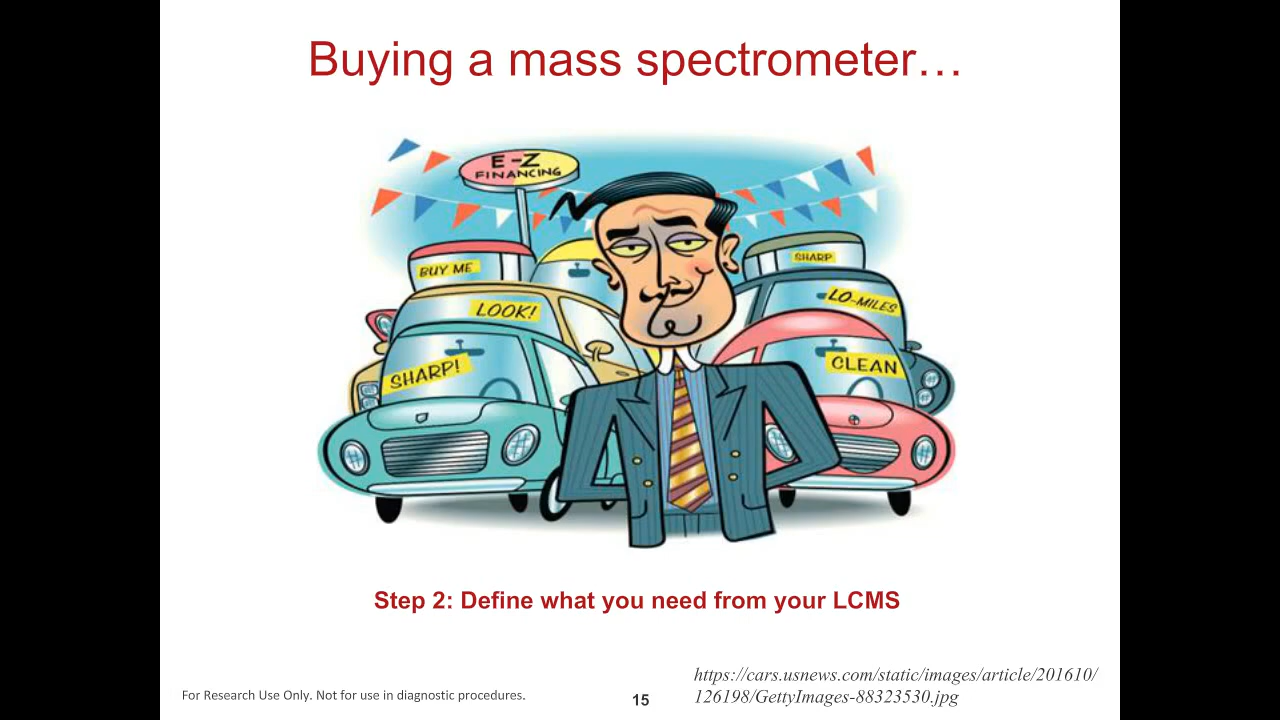 Buying a mass spectrometer…
E-Z
FINANCING
BUY ME
SHARP
LOOK!
LO-MILES
SHARP!
CLEAN
Step 2: Define what you need from your LCMS
https://cars.usnews.com/static/images/article/201610/
126198/GettyImages-88323530.jpg
For Research Use Only. Not for use in diagnostic procedures.
15